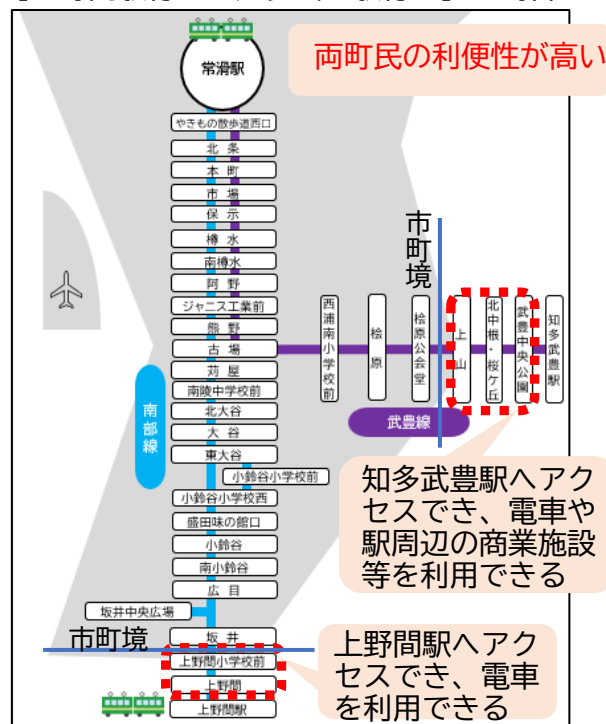 常滑駅
両町民の利便性が高い
やきもの散歩道西口
北条
本町
市場
保示
樽水
南樽水
阿野
ジャニス工業前
熊野
古場
苅屋
南陵中学校前
北大谷
大谷
東大谷
小鈴谷小学校前
小鈴谷小学校西
盛田味の館口
小鈴谷
南小鈴谷
広目
坂井中央広場
坂井
上野間小学校前
上野間
上野間駅
南部線
市町境
西浦南小学校前
桧原
桧原公会堂
市町境
上山
北中根・桜ケ丘
武豊中央公園
知多武豊駅
武豊線
知多武豊駅へアク
セスでき、電車や
駅周辺の商業施設
等を利用できる
上野間駅へアク
セスでき、電車
を利用できる